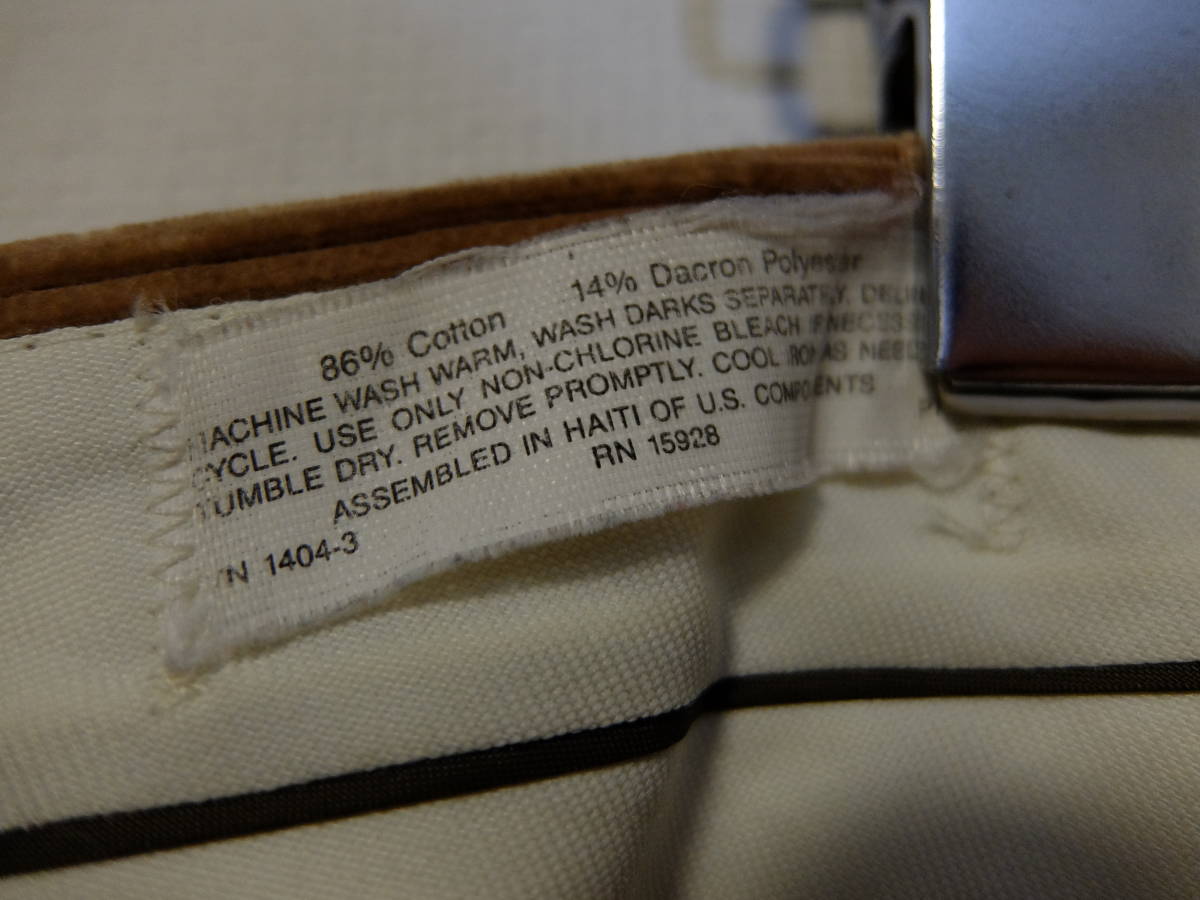 86% Cotton 14% Dacron Polyester
MACHINE WASH WARM, WASH DARKS SEPARATELY.
CYCLE. USE ONLY NON-CHLORINE BLEACH
TUMBLE DRY. REMOVE PROMPTLY. COOL IRON AS
ASSEMBLED IN HAITI OF U.S. COMPONENTS
RN 15928
N 1404-3